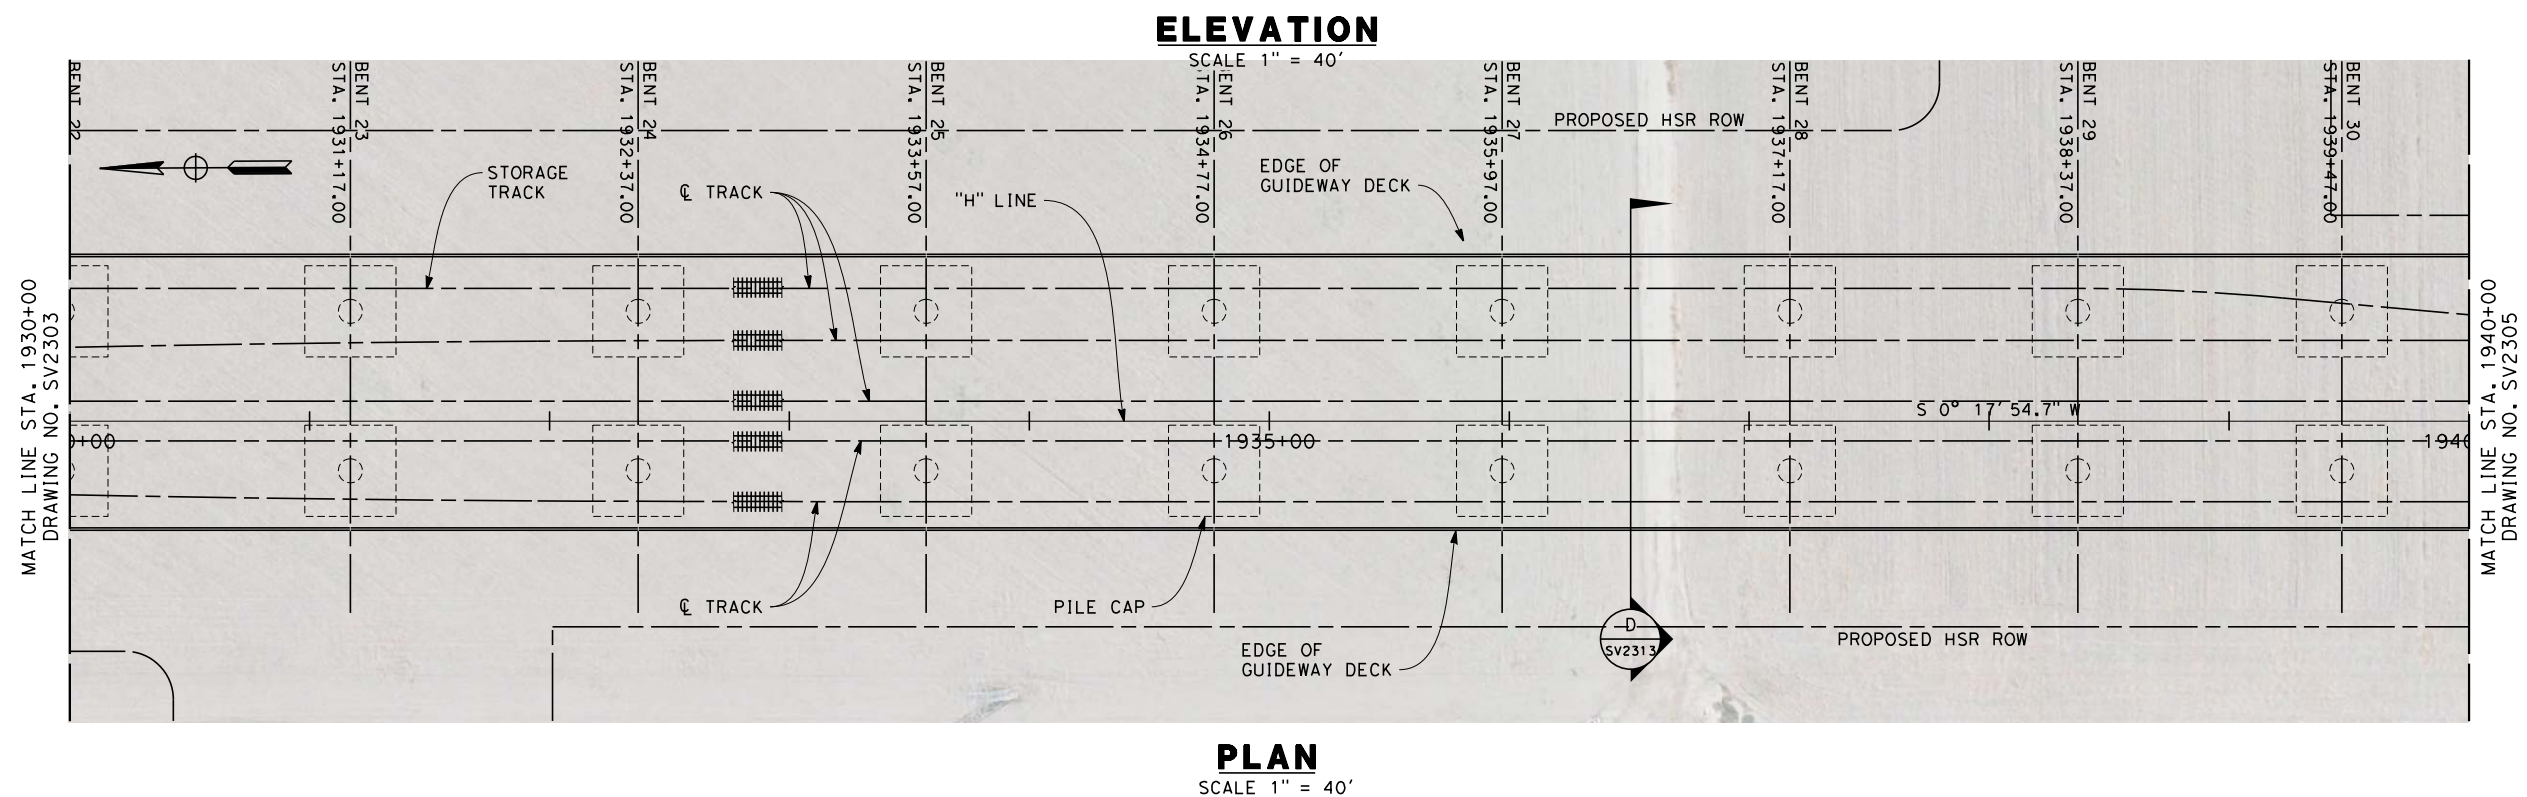 ELEVATION
SCALE 1" = 40'
BENT 22
BENT 23
STA. 1931+17.00
BENT 24
STA. 1932+37.00
BENT 25
STA. 1933+57.00
BENT 26
STA. 1934+77.00
BENT 27
STA. 1935+97.00
BENT 28
STA. 1937+17.00
BENT 29
STA. 1938+37.00
BENT 30
STA. 1939+47.00
PROPOSED HSR ROW
STORAGE
TRACK
℄ TRACK
"H" LINE
EDGE OF
GUIDEWAY DECK
MATCH LINE STA. 1930+00
DRAWING NO. SV2303
MATCH LINE STA. 1940+00
DRAWING NO. SV2305
S 0° 17' 54.7" W
0+00
1935+00
1940
℄ TRACK
PILE CAP
EDGE OF
GUIDEWAY DECK
D
SV2313
PROPOSED HSR ROW
PLAN
SCALE 1" = 40'